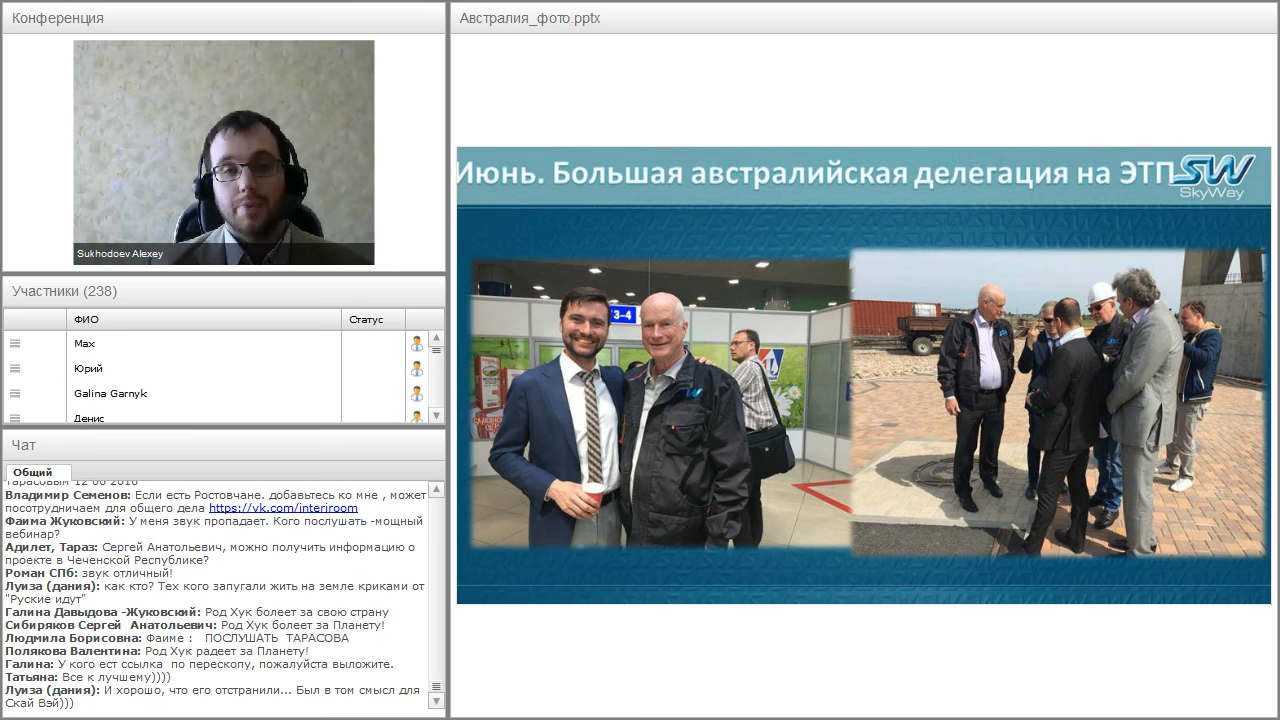 Конференция
Sukhodoev Alexey
Участники (238)
ФИО
Статус
Max
Юрий
Galina Garnyk
Денис
Чат
Общий
Тарасовым 12 06 2016
Владимир Семенов: Если есть Ростовчане. добавьтесь ко мне , может
посотрудничаем для общего дела https://vk.com/interiroom
Фаима Жуковский: У меня звук пропадает. Кого послушать -мощный
вебинар?
Адилет, Тараз: Сергей Анатольевич, можно получить информацию о
проекте в Чеченской Республике?
Роман СПб: звук отличный!
Луиза (дания): как кто? Тех кого запугали жить на земле криками от
"Руские идут"
Галина Давыдова -Жуковский: Род Хук болеет за свою страну
Сибиряков Сергей Анатольевич: Род Хук болеет за Планету!
Людмила Борисовна: Фаиме : ПОСЛУШАТЬ ТАРАСОВА
Полякова Валентина: Род Хук радеет за Планету!
Галина: У кого ест ссылка по перескопу, пожалуйста выложите.
Татьяна: Все к лучшему))))
Луиза (дания): И хорошо, что его отстранили... Был в том смысл для
Скай Вэй)))
Австралия_фото.pptx
Июнь. Большая австралийская делегация на ЭТП
SW
SkyWay
3–4